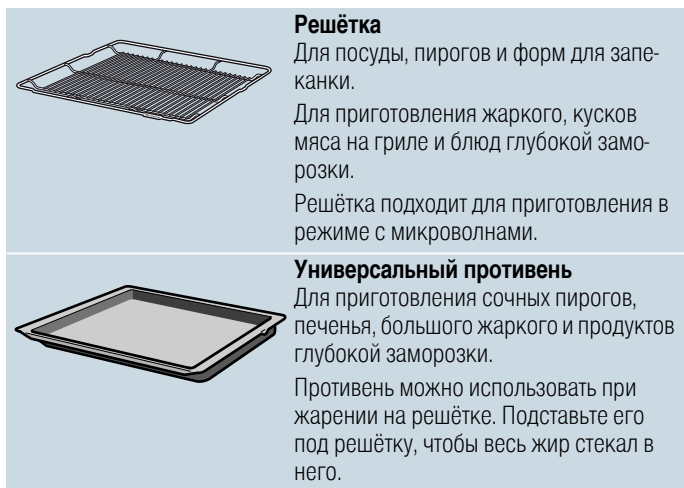 Решётка
Для посуды, пирогов и форм для запе-
канки.
Для приготовления жаркого, кусков
мяса на гриле и блюд глубокой замо-
розки.
Решётка подходит для приготовления в
режиме с микроволнами.
Универсальный противень
Для приготовления сочных пирогов,
печенья, большого жаркого и продуктов
глубокой заморозки.
Противень можно использовать при
жарении на решётке. Подставьте его
под решётку, чтобы весь жир стекал в
него.